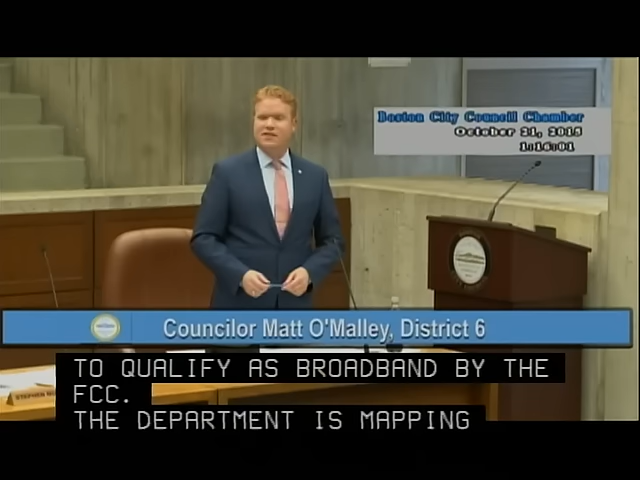 Boston City Council Chamber
October 21, 2015
1:16:01
Councilor Matt O'Malley, District 6
TO QUALIFY AS BROADBAND BY THE
FCC.
THE DEPARTMENT IS MAPPING
STEPHEN